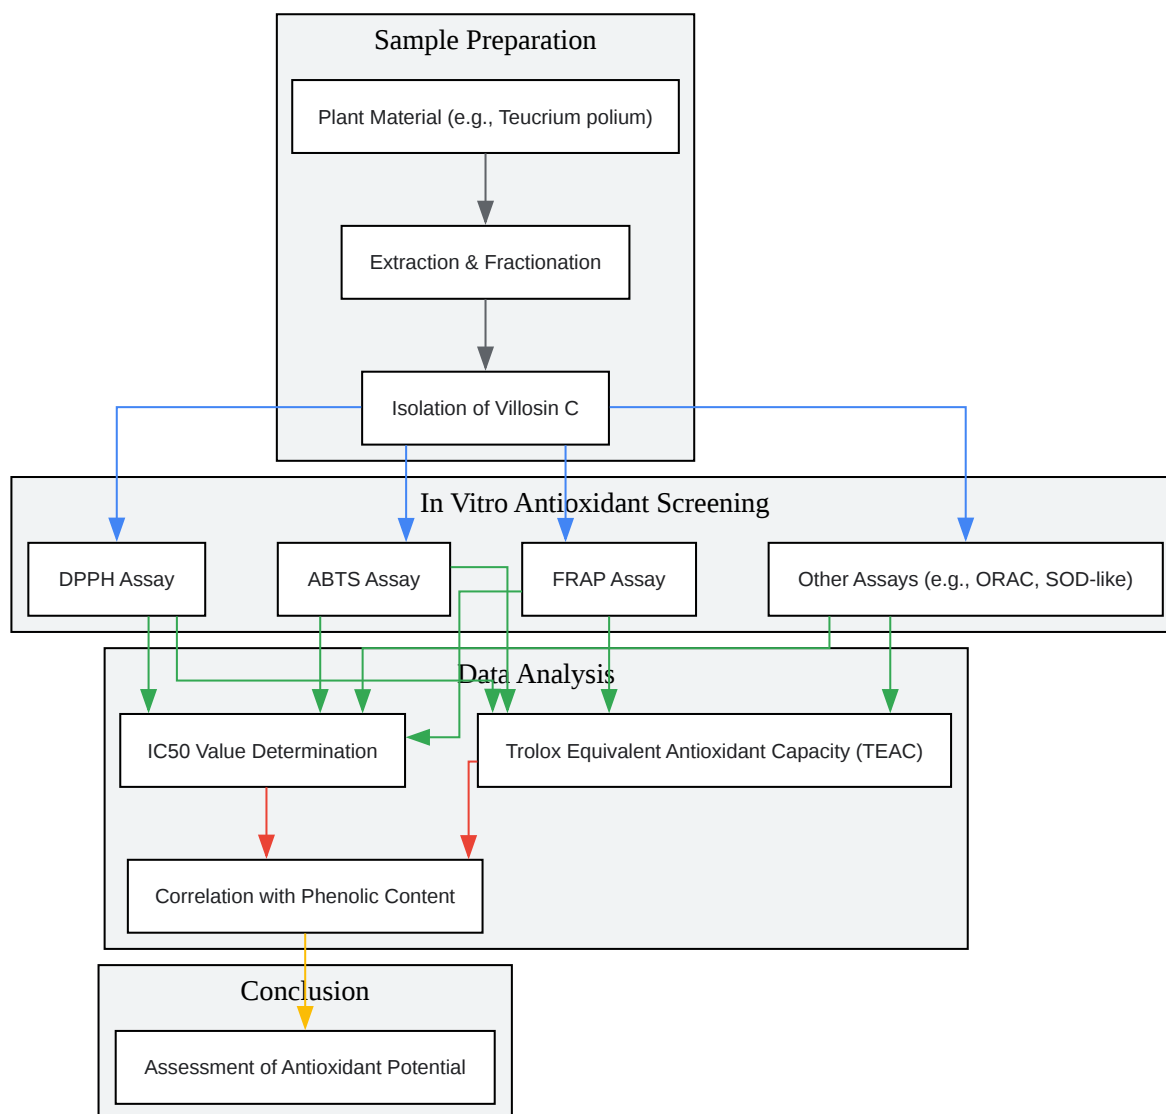 Sample Preparation
Plant Material (e.g., Teucrium polium)
Extraction & Fractionation
Isolation of Villosin C
In Vitro Antioxidant Screening
DPPH Assay
ABTS Assay
FRAP Assay
Other Assays (e.g., ORAC, SOD-like)
Data Analysis
IC50 Value Determination
Trolox Equivalent Antioxidant Capacity (TEAC)
Correlation with Phenolic Content
Conclusion
Assessment of Antioxidant Potential